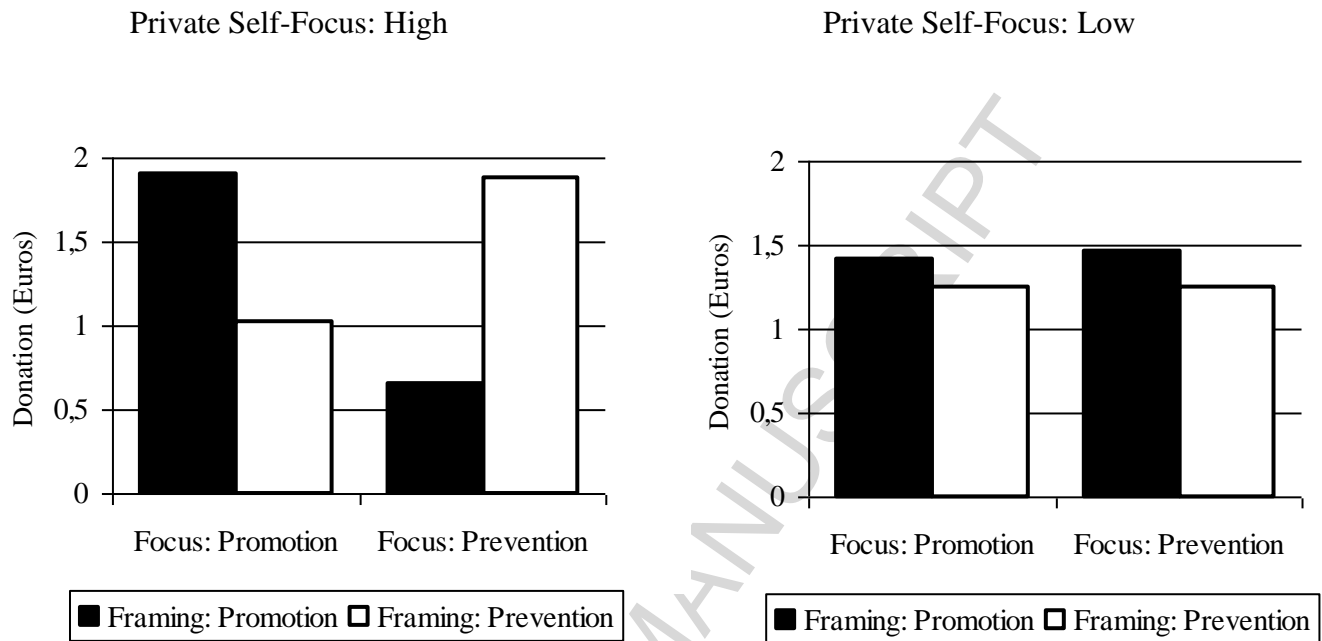 Private Self-Focus: High
2
1,5
1
0,5
0
Donation (Euros)
Focus: Promotion Focus: Prevention
Framing: Promotion Framing: Prevention
Private Self-Focus: Low
2
1,5
1
0,5
0
Donation (Euros)
Focus: Promotion Focus: Prevention
Framing: Promotion Framing: Prevention
MANUSCRIPT